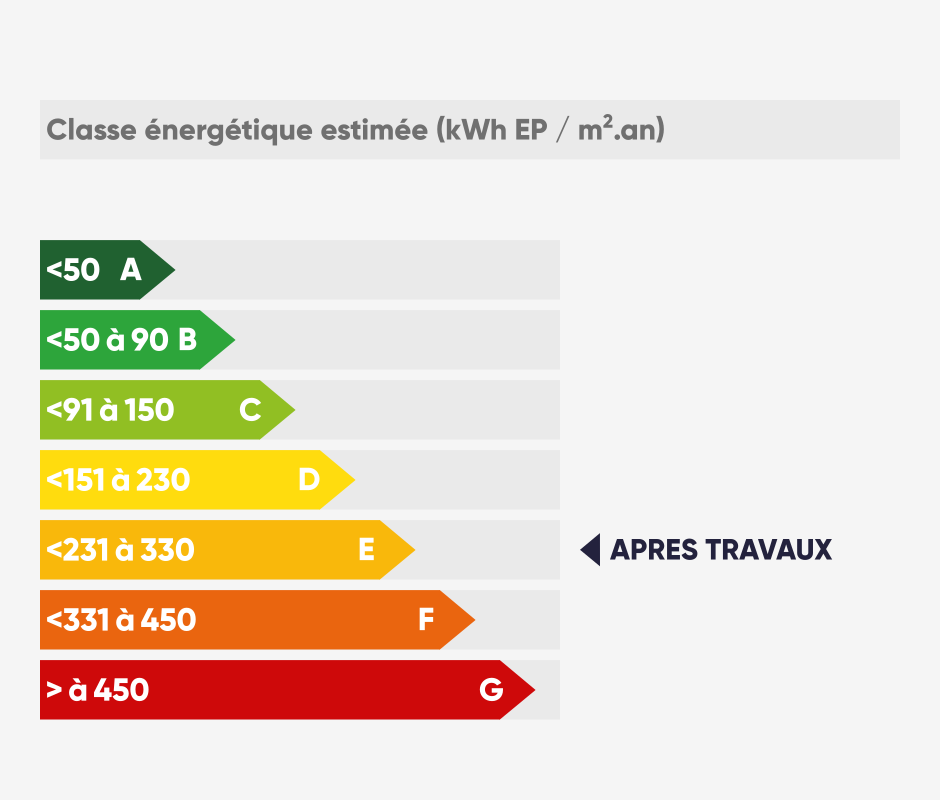 Classe énergétique estimée (kWh EP / m².an)
<50 A
<50 à 90 B
<91 à 150 C
<151 à 230 D
<231 à 330 E
APRES TRAVAUX
<331 à 450 F
> à 450 G